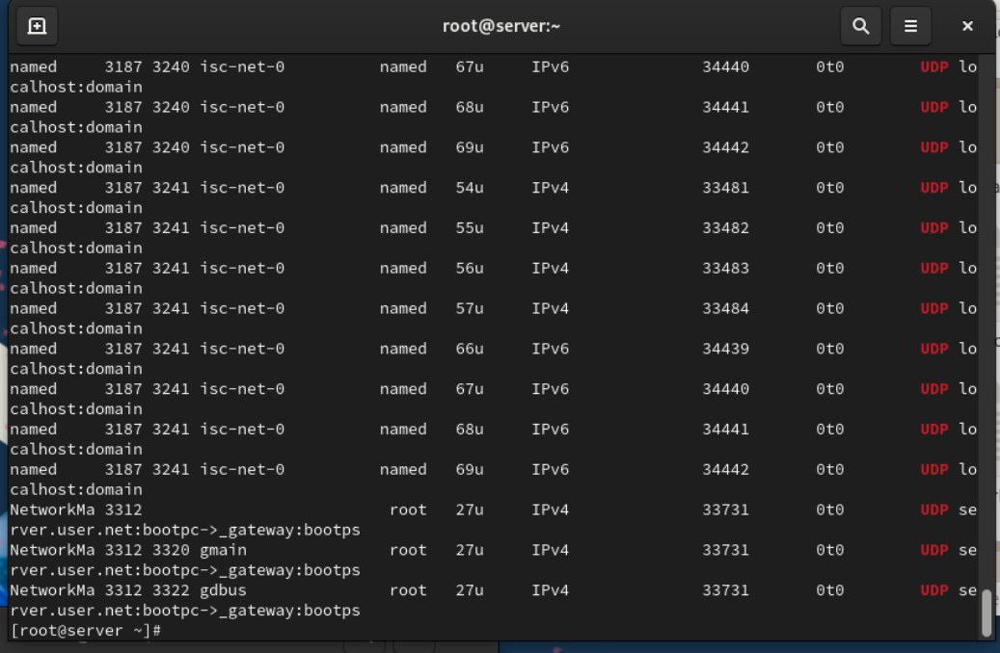 root@server:~
named     3187 3240 isc-net-0          named   67u     IPv6              34440       0t0        UDP lo
calhost:domain
named     3187 3240 isc-net-0          named   68u     IPv6              34441       0t0        UDP lo
calhost:domain
named     3187 3240 isc-net-0          named   69u     IPv6              34442       0t0        UDP lo
calhost:domain
named     3187 3241 isc-net-0          named   54u     IPv4              33481       0t0        UDP lo
calhost:domain
named     3187 3241 isc-net-0          named   55u     IPv4              33482       0t0        UDP lo
calhost:domain
named     3187 3241 isc-net-0          named   56u     IPv4              33483       0t0        UDP lo
calhost:domain
named     3187 3241 isc-net-0          named   57u     IPv4              33484       0t0        UDP lo
calhost:domain
named     3187 3241 isc-net-0          named   66u     IPv6              34439       0t0        UDP lo
calhost:domain
named     3187 3241 isc-net-0          named   67u     IPv6              34440       0t0        UDP lo
calhost:domain
named     3187 3241 isc-net-0          named   68u     IPv6              34441       0t0        UDP lo
calhost:domain
named     3187 3241 isc-net-0          named   69u     IPv6              34442       0t0        UDP lo
calhost:domain
NetworkMa 3312                          root   27u     IPv4              33731       0t0        UDP se
rver.user.net:bootpc->_gateway:bootps
NetworkMa 3312 3320 gmain               root   27u     IPv4              33731       0t0        UDP se
rver.user.net:bootpc->_gateway:bootps
NetworkMa 3312 3322 gdbus               root   27u     IPv4              33731       0t0        UDP se
rver.user.net:bootpc->_gateway:bootps
[root@server ~]#